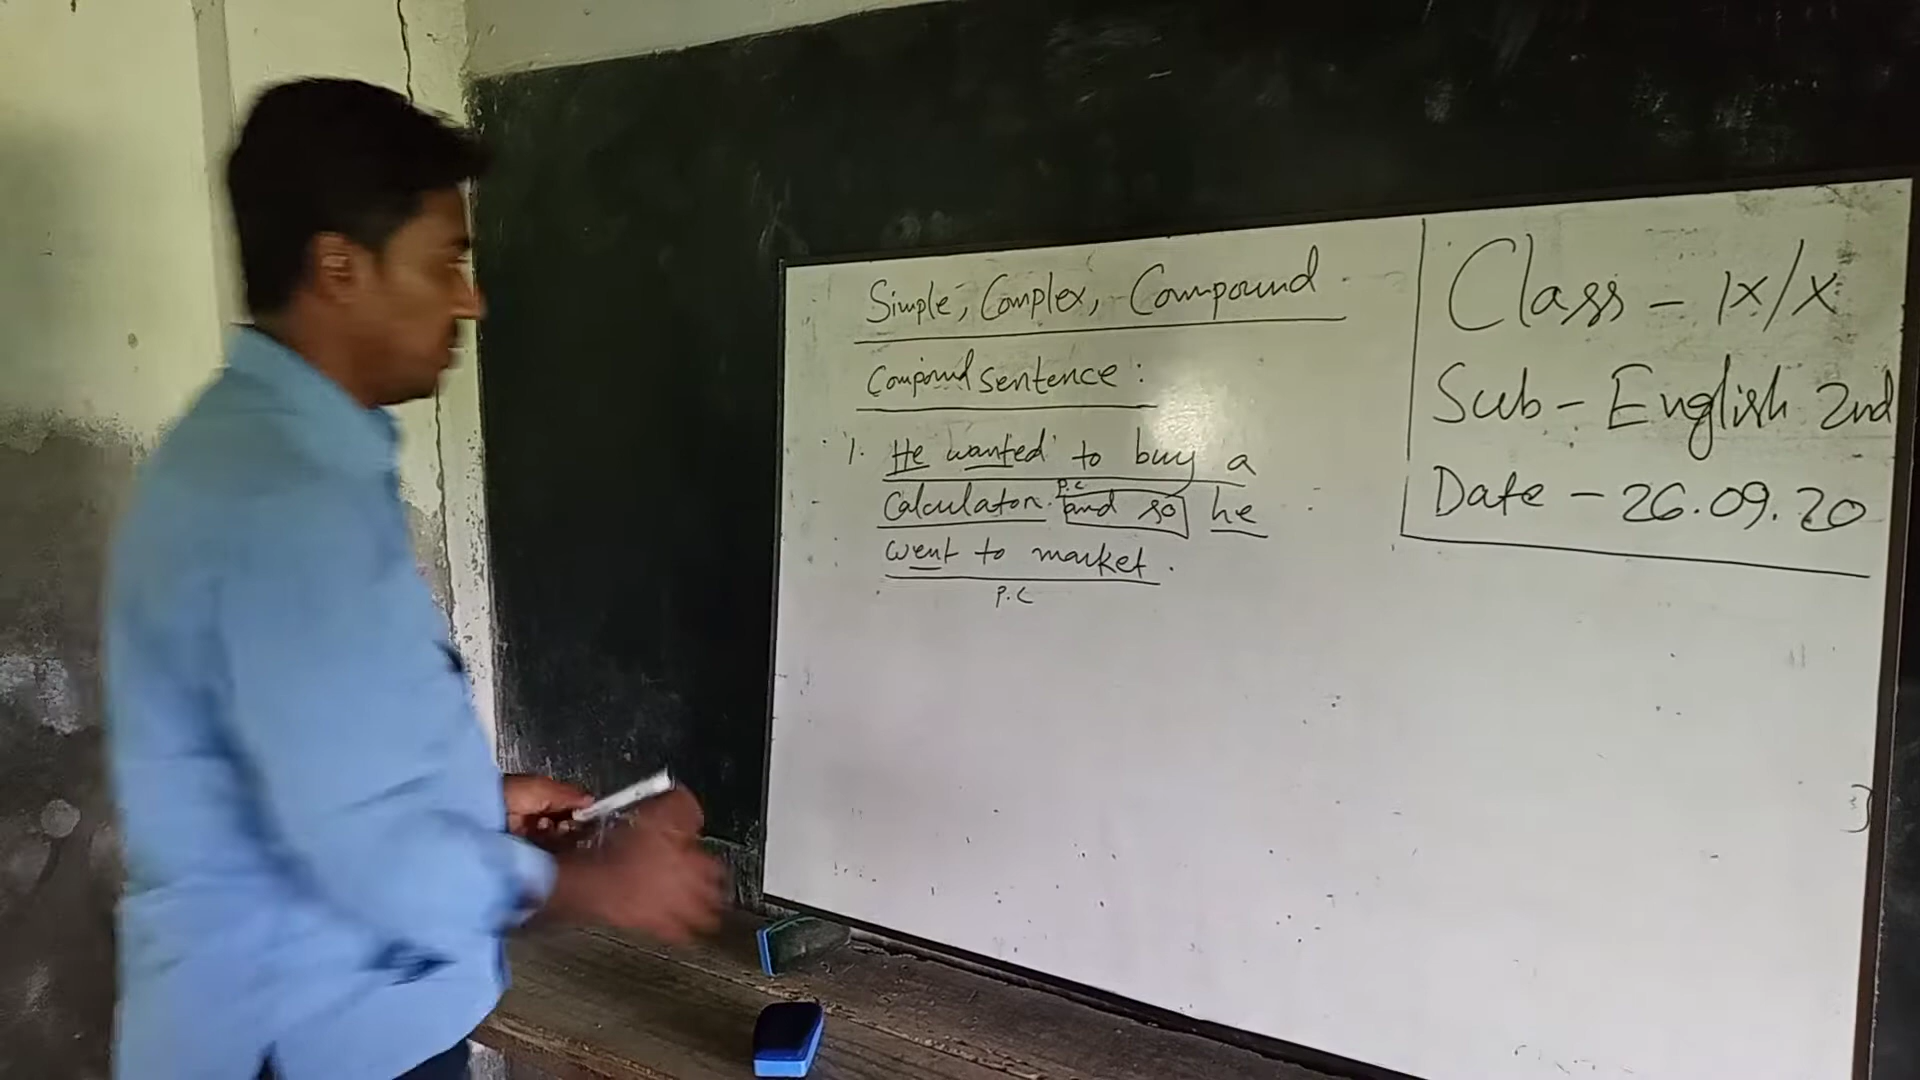 Simple, Complex, Compound
Compound sentence:
1. He wanted to buy a
P.C
Calculator and so he
went to market.
P.C
Class - IX/X
Sub - English 2nd
Date - 26.09.20